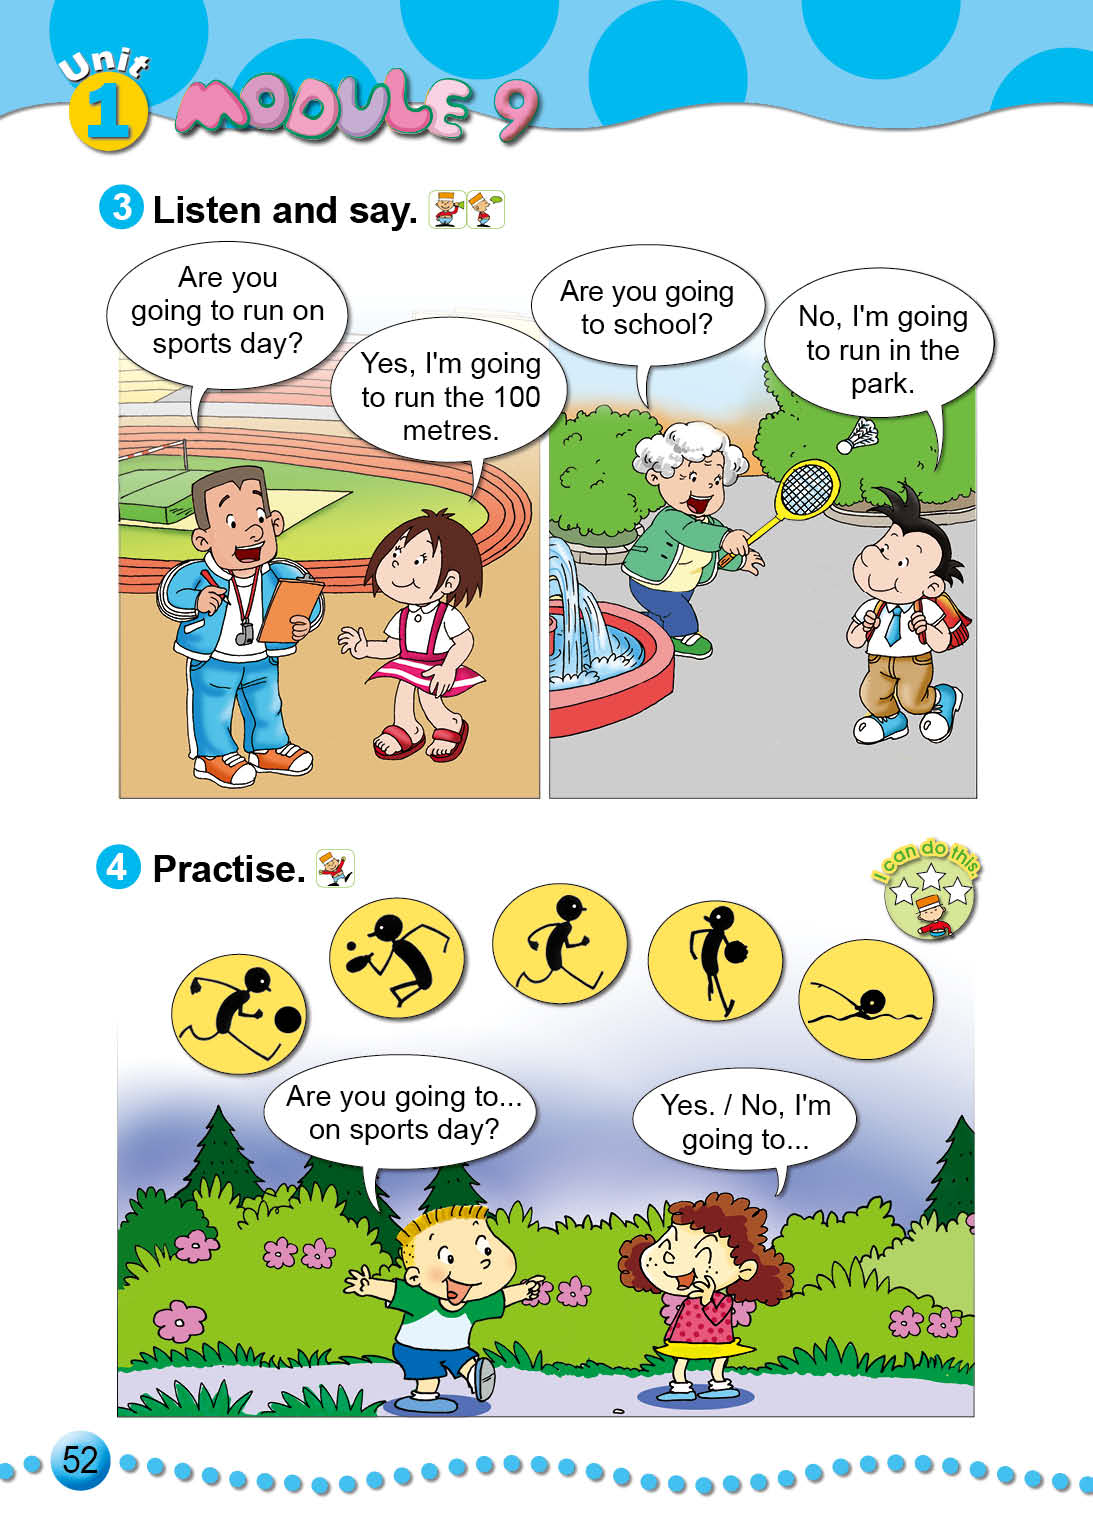 Unit
1
MODULE 9
3 Listen and say.
Are you
going to run on
sports day?
Yes, I'm going
to run the 100
metres.
Are you going
to school?
No, I'm going
to run in the
park.
4 Practise.
I can do this.
Are you going to...
on sports day?
Yes. / No, I'm
going to...
52